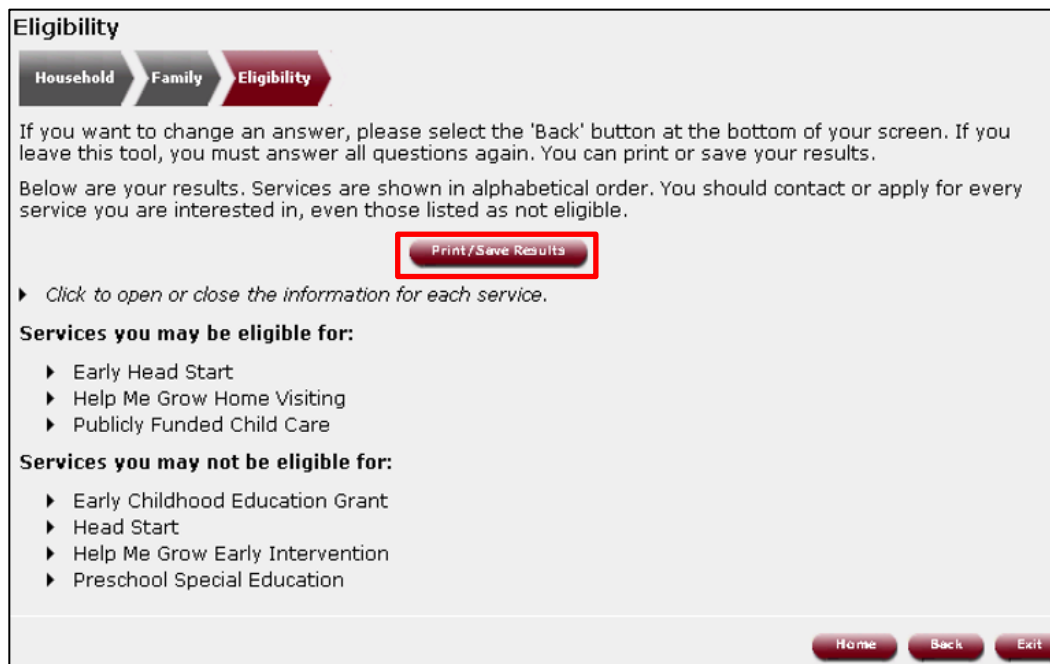 Eligibility
Household Family Eligibility
If you want to change an answer, please select the 'Back' button at the bottom of your screen. If you
leave this tool, you must answer all questions again. You can print or save your results.
Below are your results. Services are shown in alphabetical order. You should contact or apply for every
service you are interested in, even those listed as not eligible.
Print/Save Results
Click to open or close the information for each service.
Services you may be eligible for:
Early Head Start
Help Me Grow Home Visiting
Publicly Funded Child Care
Services you may not be eligible for:
Early Childhood Education Grant
Head Start
Help Me Grow Early Intervention
Preschool Special Education
Home Back Exit